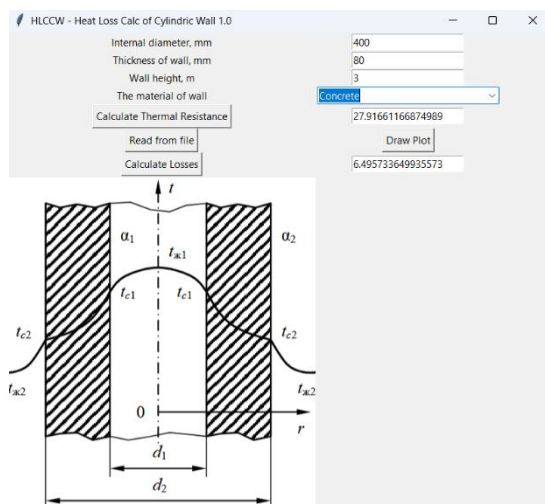 HLCCW - Heat Loss Calc of Cylindric Wall 1.0
Internal diameter, mm 400
Thickness of wall, mm 80
Wall height, m 3
The material of wall Concrete
Calculate Thermal Resistance 27.91661166874989
Read from file Draw Plot
Calculate Losses 6.495733649935573
t
α1 α2
tж1
tc1 tc1
tc2 tc2
tж2 tж2
0
r
d1
d2